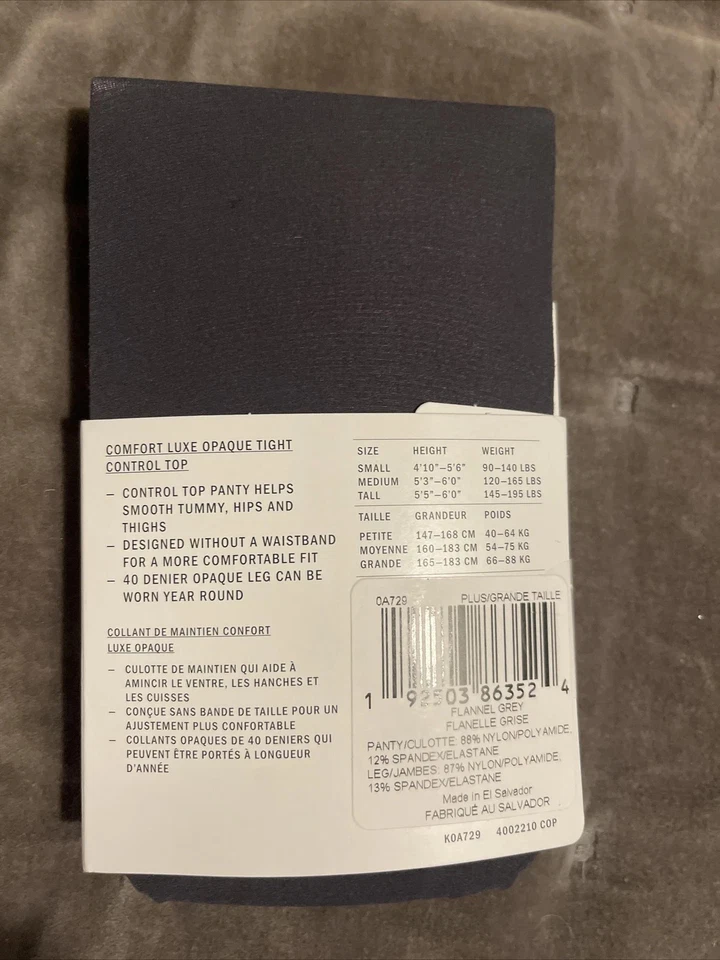 COMFORT LUXE OPAQUE TIGHT
CONTROL TOP
– CONTROL TOP PANTY HELPS
SMOOTH TUMMY, HIPS AND
THIGHS
– DESIGNED WITHOUT A WAISTBAND
FOR A MORE COMFORTABLE FIT
– 40 DENIER OPAQUE LEG CAN BE
WORN YEAR ROUND
COLLANT DE MAINTIEN CONFORT
LUXE OPAQUE
– CULOTTE DE MAINTIEN QUI AIDE À
AMINCIR LE VENTRE, LES HANCHES ET
LES CUISSES
– CONÇUE SANS BANDE DE TAILLE POUR UN
AJUSTEMENT PLUS CONFORTABLE
– COLLANTS OPAQUES DE 40 DENIERS QUI
PEUVENT ÊTRE PORTÉS À LONGUEUR
D'ANNÉE
SIZE HEIGHT WEIGHT
SMALL 4'10"–5'6" 90–140 LBS
MEDIUM 5'3"–6'0" 120–165 LBS
TALL 5'5"–6'0" 145–195 LBS
TAILLE GRANDEUR POIDS
PETITE 147–168 CM 40–64 KG
MOYENNE 160–183 CM 54–75 KG
GRANDE 165–183 CM 66–88 KG
0A729 PLUS/GRANDE TAILLE
1 92503 86352 4
FLANNEL GREY
FLANELLE GRISE
PANTY/CULOTTE: 88% NYLON/POLYAMIDE,
12% SPANDEX/ELASTANE
LEG/JAMBES: 87% NYLON/POLYAMIDE,
13% SPANDEX/ELASTANE
Made in El Salvador
FABRIQUÉ AU SALVADOR
K0A729 4002210 COP